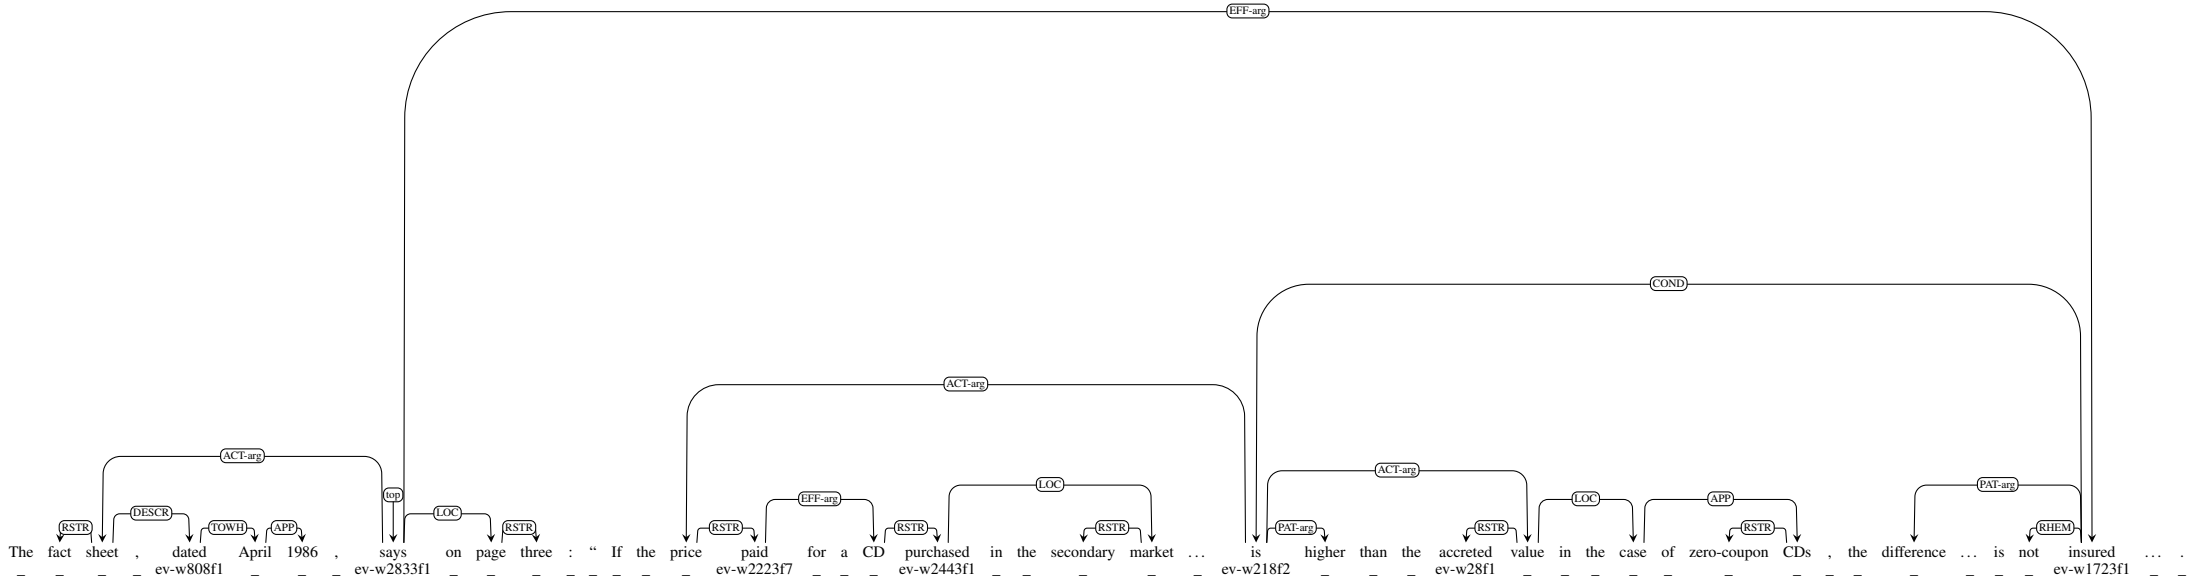 EFF-arg
COND
ACT-arg
ACT-arg
ACT-arg
top
LOC
EFF-arg
LOC
APP
PAT-arg
RSTR
DESCR
TOWH
APP
LOC
RSTR
RSTR
RSTR
RSTR
PAT-arg
RSTR
RSTR
RHEM
The fact sheet , dated April 1986 , says on page three : “ If the price paid for a CD purchased in the secondary market ... is higher than the accreted value in the case of zero-coupon CDs , the difference ... is not insured ... .
_ _ _ _ ev-w808f1 _ _ _ ev-w2833f1 _ _ _ _ _ _ _ _ ev-w2223f7 _ _ _ ev-w2443f1 _ _ _ _ _ ev-w218f2 _ _ _ ev-w28f1 _ _ _ _ _ _ _ _ _ _ _ _ _ ev-w1723f1 _ _